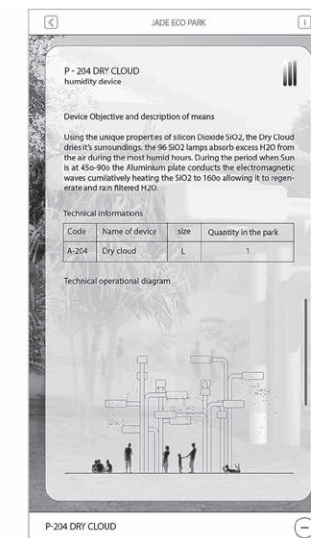 JADE ECO PARK
i
P - 204 DRY CLOUD
humidity device
Device Objective and description of means
Using the unique properties of silicon Dioxide SiO2, the Dry Cloud
dries it's surroundings. the 96 SiO2 lamps absorb excess H2O from
the air during the most humid hours. During the period when Sun
is at 45o-90o the Aluminium plate conducts the electromagnetic
waves cumilatively heating the SiO2 to 160o allowing it to regen-
erate and rain filtered H2O.
Technical informations
Code Name of device size Quantity in the park
A-204 Dry cloud L 1
Technical operational diagram
P-204 DRY CLOUD